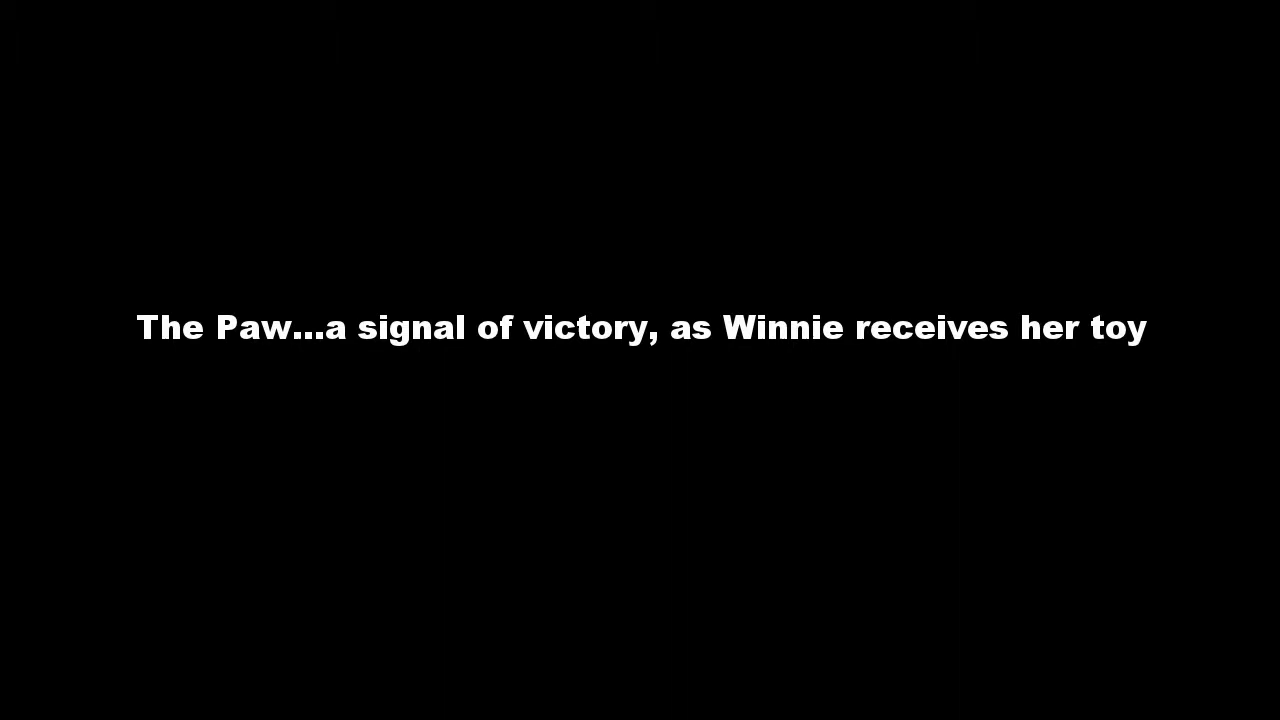 The Paw...a signal of victory, as Winnie receives her toy